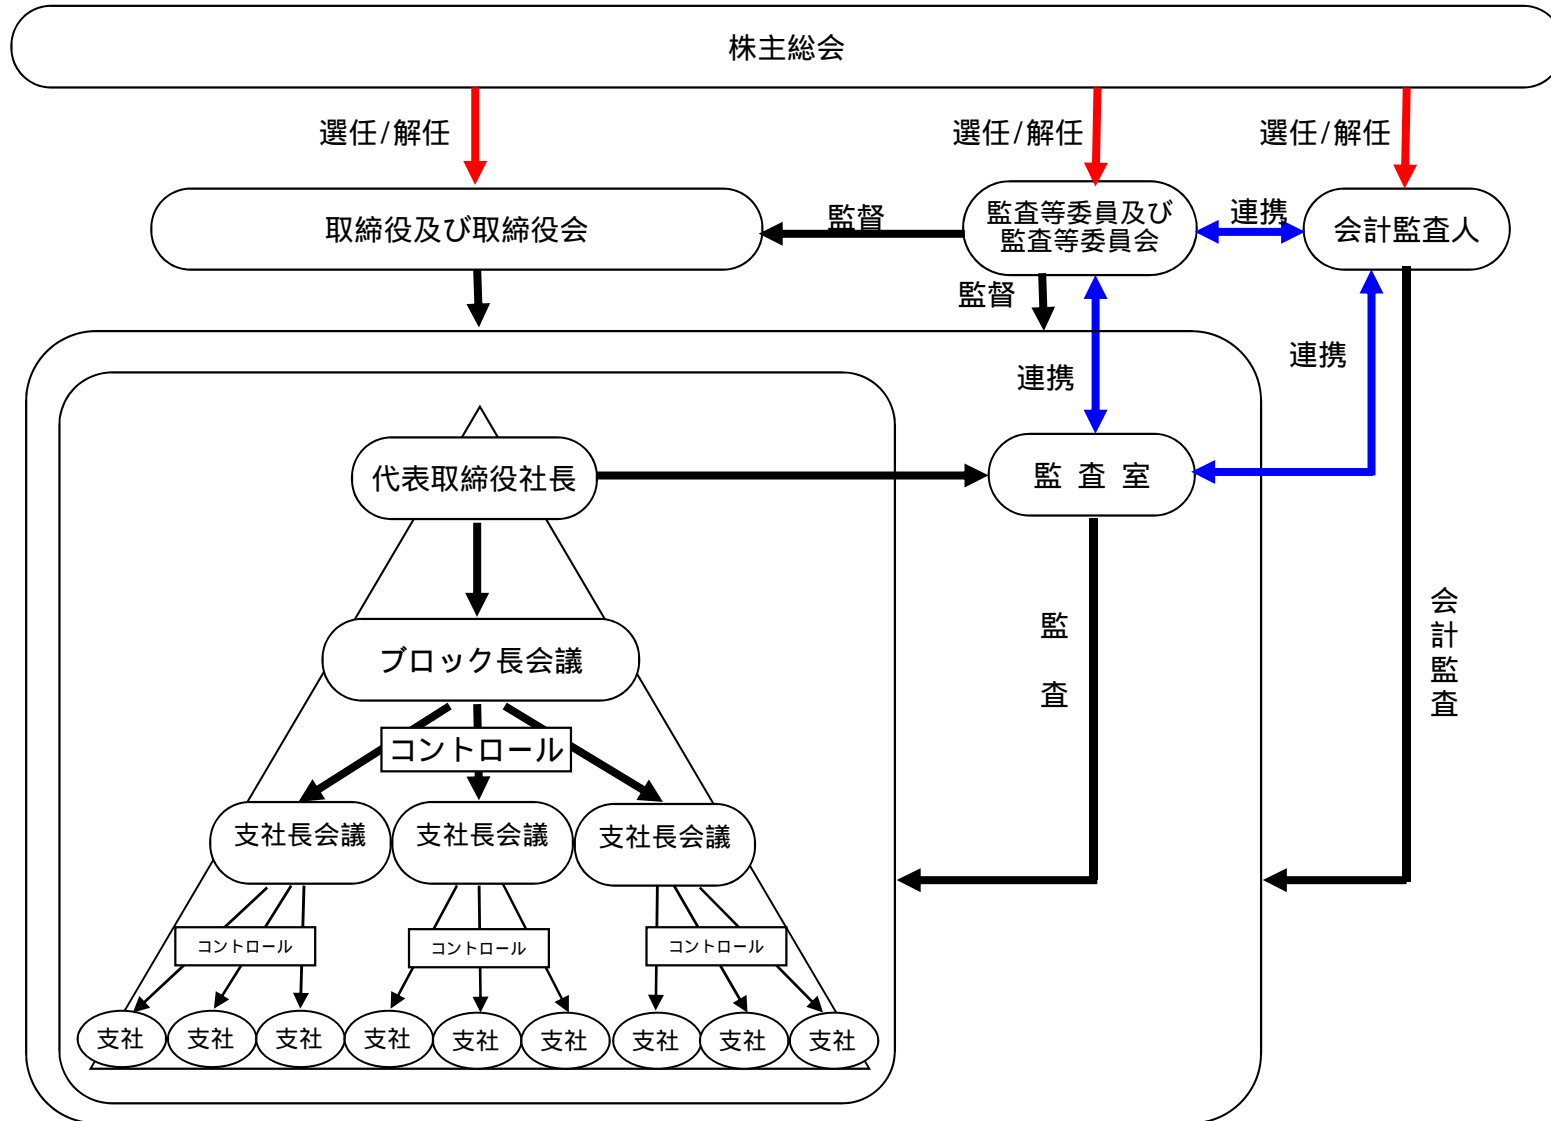 株主総会
選任/解任
選任/解任
選任/解任
取締役及び取締役会
監督
監査等委員及び
監査等委員会
連携
会計監査人
監督
連携
連携
代表取締役社長
監 査 室
ブロック長会議
監
査
会
計
監
査
コントロール
支社長会議
支社長会議
支社長会議
コントロール
コントロール
コントロール
支社
支社
支社
支社
支社
支社
支社
支社
支社